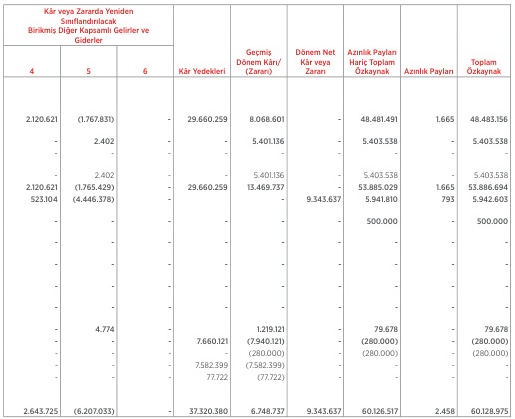 Kâr veya Zararda Yeniden
Sınıflandırılacak
Birikmiş Diğer Kapsamlı Gelirler ve
Giderler
4 5 6 Kâr Yedekleri Geçmiş Dönem Kârı/ (Zararı) Dönem Net Kâr veya Zararı Azınlık Payları Hariç Toplam Özkaynak Azınlık Payları Toplam Özkaynak
2.120.621 (1.767.831) - 29.660.259 8.068.601 - 48.481.491 1.665 48.483.156
- 2.402 - - 5.401.136 - 5.403.538 - 5.403.538
- - - - - - - - -
- 2.402 - - 5.401.136 - 5.403.538 - 5.403.538
2.120.621 (1.765.429) - 29.660.259 13.469.737 - 53.885.029 1.665 53.886.694
523.104 (4.446.378) - - - 9.343.637 5.941.810 793 5.942.603
- - - - - - 500.000 - 500.000
- - - - - - - - -
- - - - - - - - -
- - - - - - - - -
- - - - - - - - -
- 4.774 - - 1.219.121 - 79.678 - 79.678
- - - 7.660.121 (7.940.121) - (280.000) - (280.000)
- - - - (280.000) - (280.000) - (280.000)
- - - 7.582.399 (7.582.399) - - - -
- - - 77.722 (77.722) - - - -
2.643.725 (6.207.033) - 37.320.380 6.748.737 9.343.637 60.126.517 2.458 60.128.975